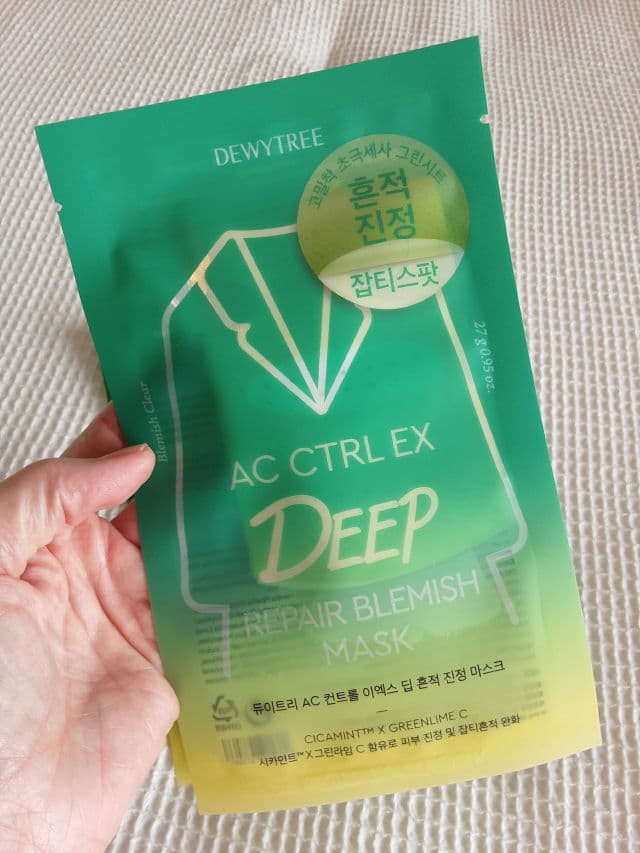 DEWYTREE
고밀착 초극세사 그린시트
흔적
진정
잡티스팟
27 g 0.95 oz.
Blemish Clear
AC CTRL EX
DEEP
REPAIR BLEMISH
MASK
듀이트리 AC 컨트롤 이엑스 딥 흔적 진정 마스크
CICAMINT™ X GREENLIME C
시카민트™ X 그린라임 C 함유로 피부 진정 및 잡티흔적 완화